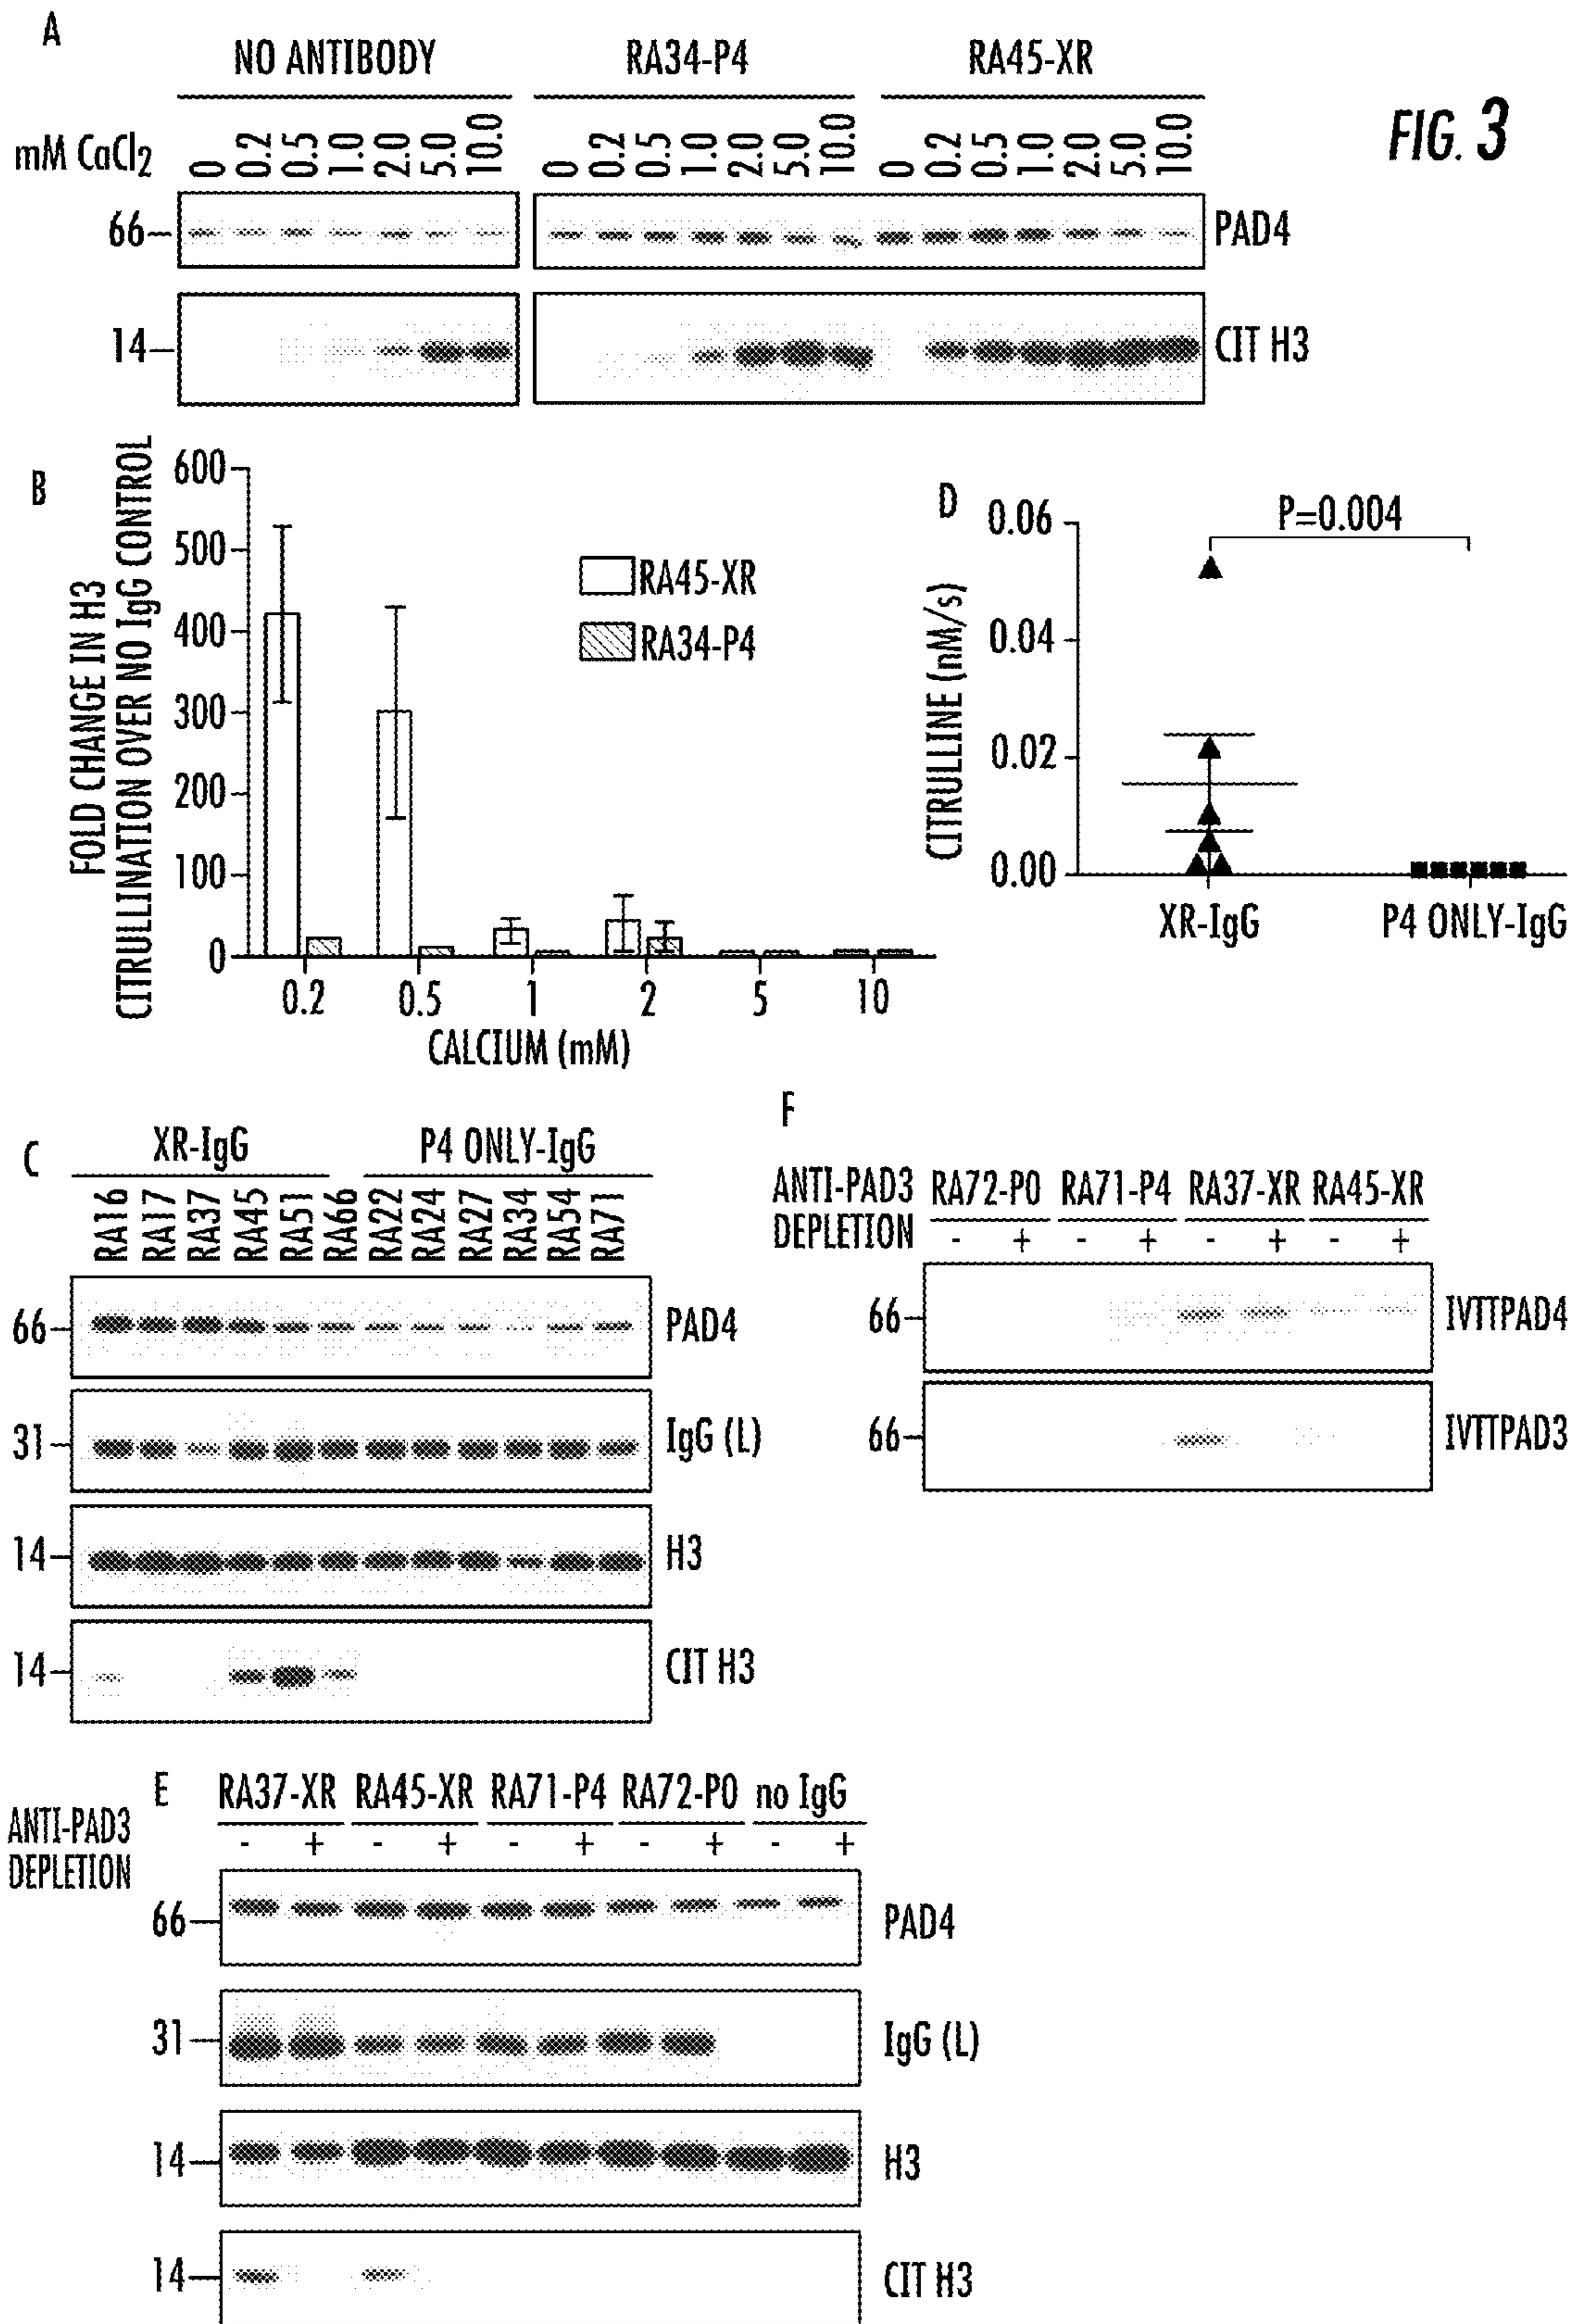 A
NO ANTIBODY RA34-P4 RA45-XR
FIG. 3
mM CaCl2 0 0.2 0.5 1.0 2.0 5.0 10.0 0 0.2 0.5 1.0 2.0 5.0 10.0 0 0.2 0.5 1.0 2.0 5.0 10.0
66 PAD4
14 CIT H3
B
FOLD CHANGE IN H3
CITRULLINATION OVER NO IgG CONTROL
600
500
400
300
200
100
0
RA45-XR
RA34-P4
0.2 0.5 1 2 5 10
CALCIUM (mM)
D
P=0.004
CITRULLINE (nM/s)
0.06
0.04
0.02
0.00
XR-IgG P4 ONLY-IgG
C
XR-IgG P4 ONLY-IgG
RA16 RA17 RA37 RA45 RA51 RA66 RA22 RA24 RA27 RA34 RA54 RA71
66 PAD4
31 IgG (L)
14 H3
14 CIT H3
F
ANTI-PAD3 RA72-P0 RA71-P4 RA37-XR RA45-XR
DEPLETION - + - + - + - +
66 IVTTPAD4
66 IVTTPAD3
E
RA37-XR RA45-XR RA71-P4 RA72-P0 no IgG
ANTI-PAD3 - + - + - + - + - +
DEPLETION
66 PAD4
31 IgG (L)
14 H3
14 CIT H3